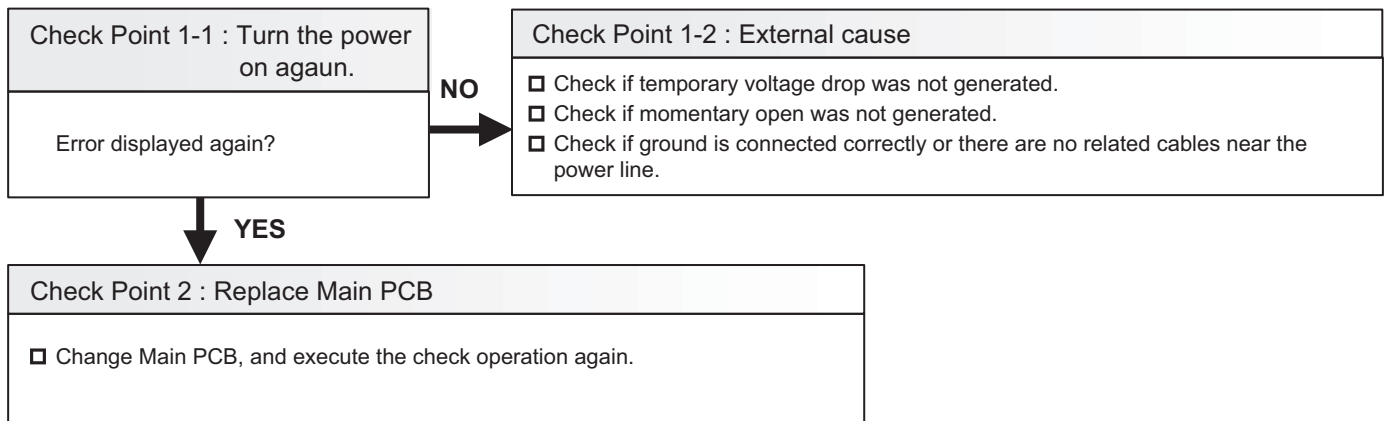 Check Point 1-1 : Turn the power
on agaun.
Error displayed again?
NO
Check Point 1-2 : External cause
Check if temporary voltage drop was not generated.
Check if momentary open was not generated.
Check if ground is connected correctly or there are no related cables near the
power line.
YES
Check Point 2 : Replace Main PCB
Change Main PCB, and execute the check operation again.